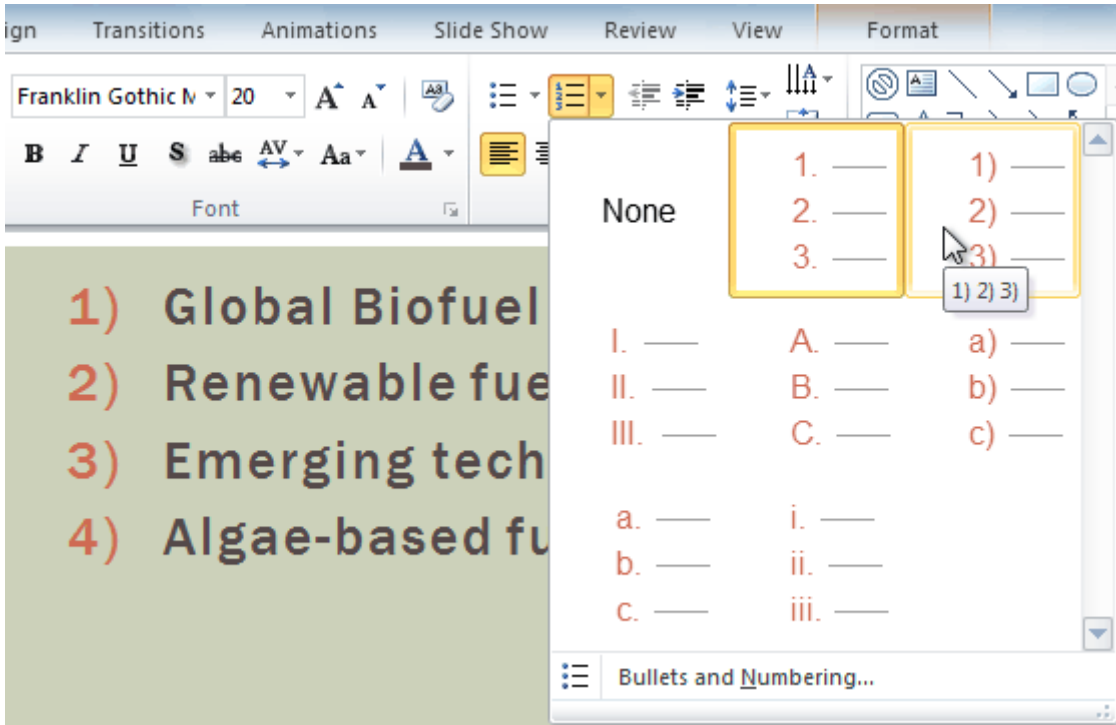 ign Transitions Animations Slide Show Review View Format
Franklin Gothic M 20 A A Aa
B I U S abc AV Aa A
Font
None
1.
2.
3.
1)
2)
3)
1) 2) 3)
I.
II.
III.
A.
B.
C.
a)
b)
c)
a.
b.
c.
i.
ii.
iii.
Bullets and Numbering...
1) Global Biofuel
2) Renewable fue
3) Emerging tech
4) Algae-based fu